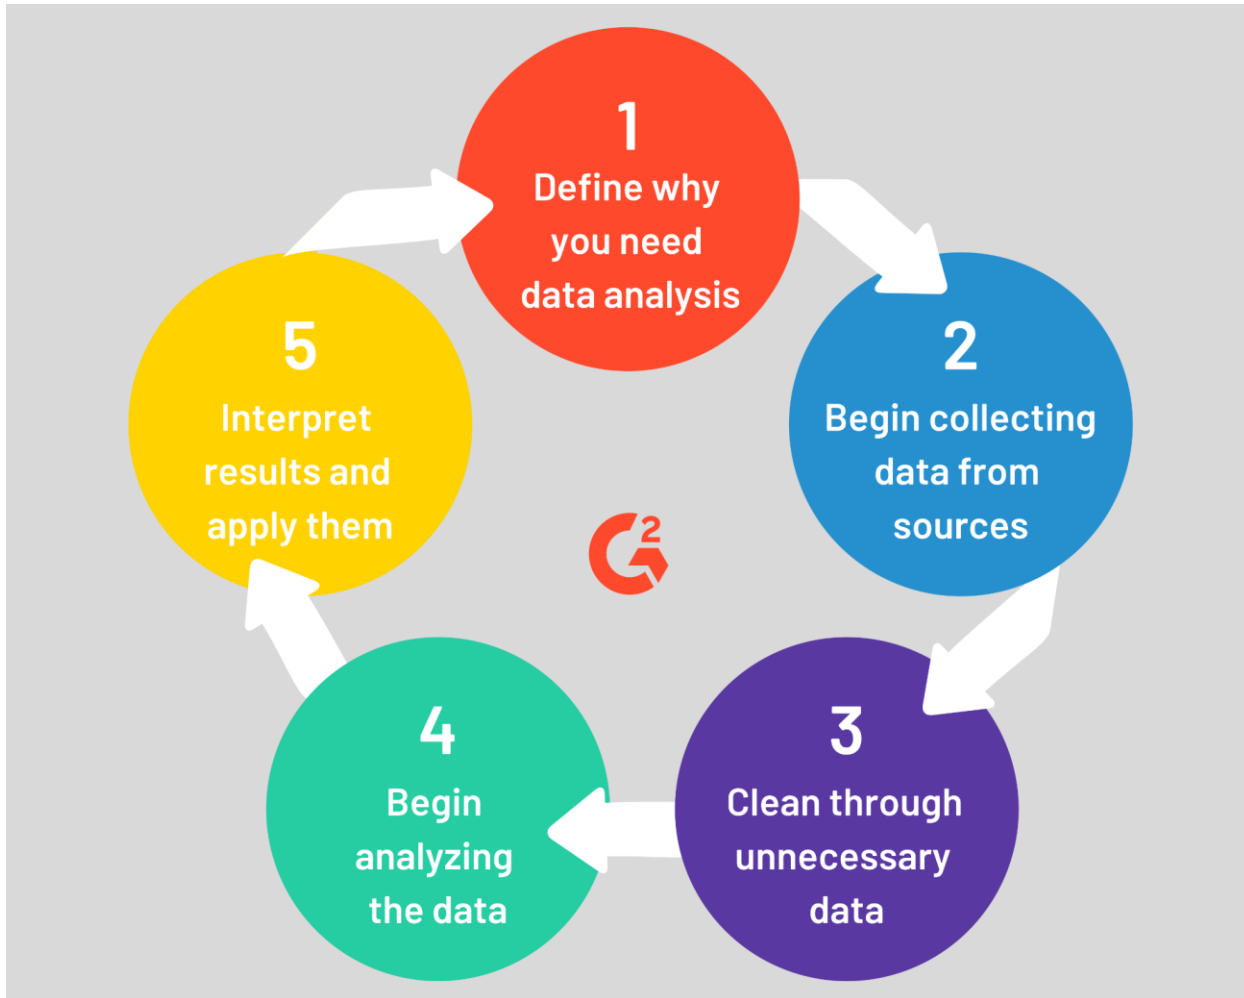 1
Define why
you need
data analysis
2
Begin collecting
data from
sources
3
Clean through
unnecessary
data
4
Begin
analyzing
the data
5
Interpret
results and
apply them
G2